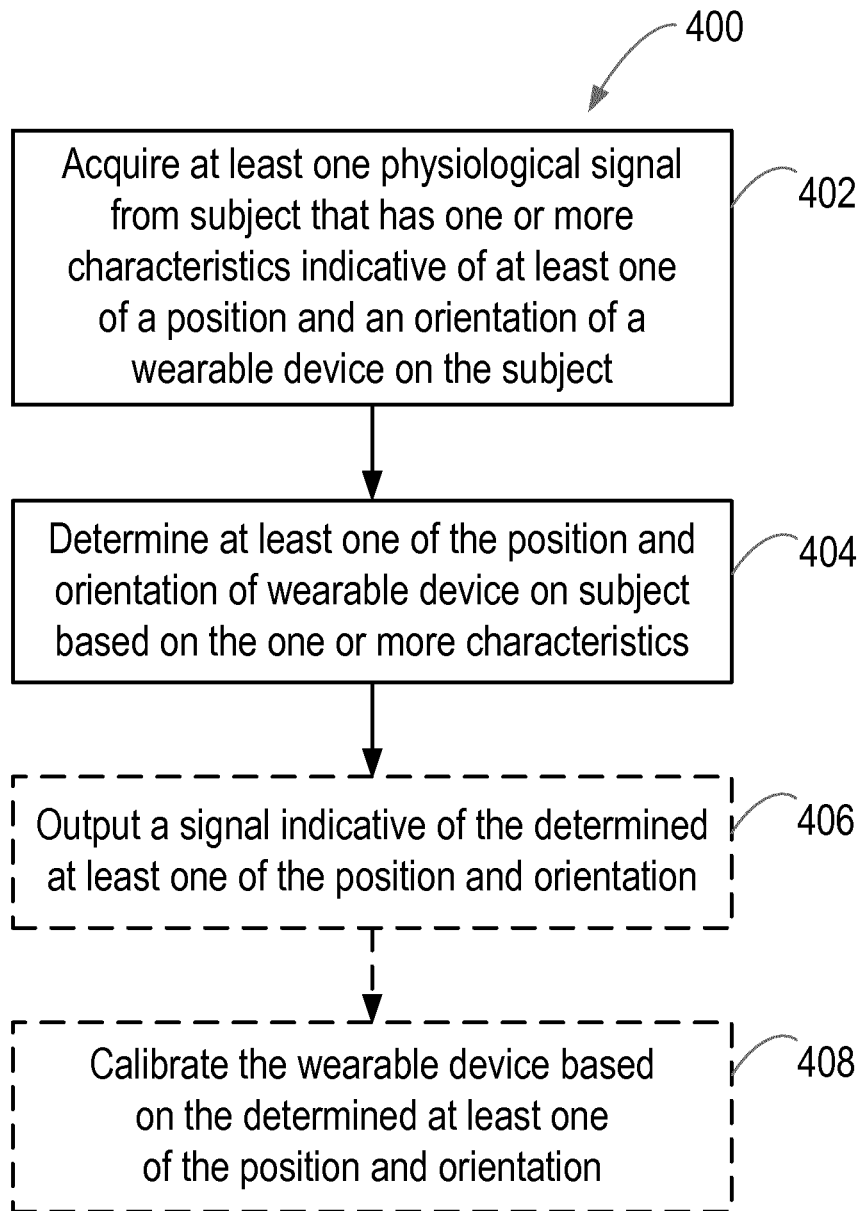 400
Acquire at least one physiological signal
from subject that has one or more
characteristics indicative of at least one
of a position and an orientation of a
wearable device on the subject
402
Determine at least one of the position and
orientation of wearable device on subject
based on the one or more characteristics
404
Output a signal indicative of the determined
at least one of the position and orientation
406
Calibrate the wearable device based
on the determined at least one
of the position and orientation
408